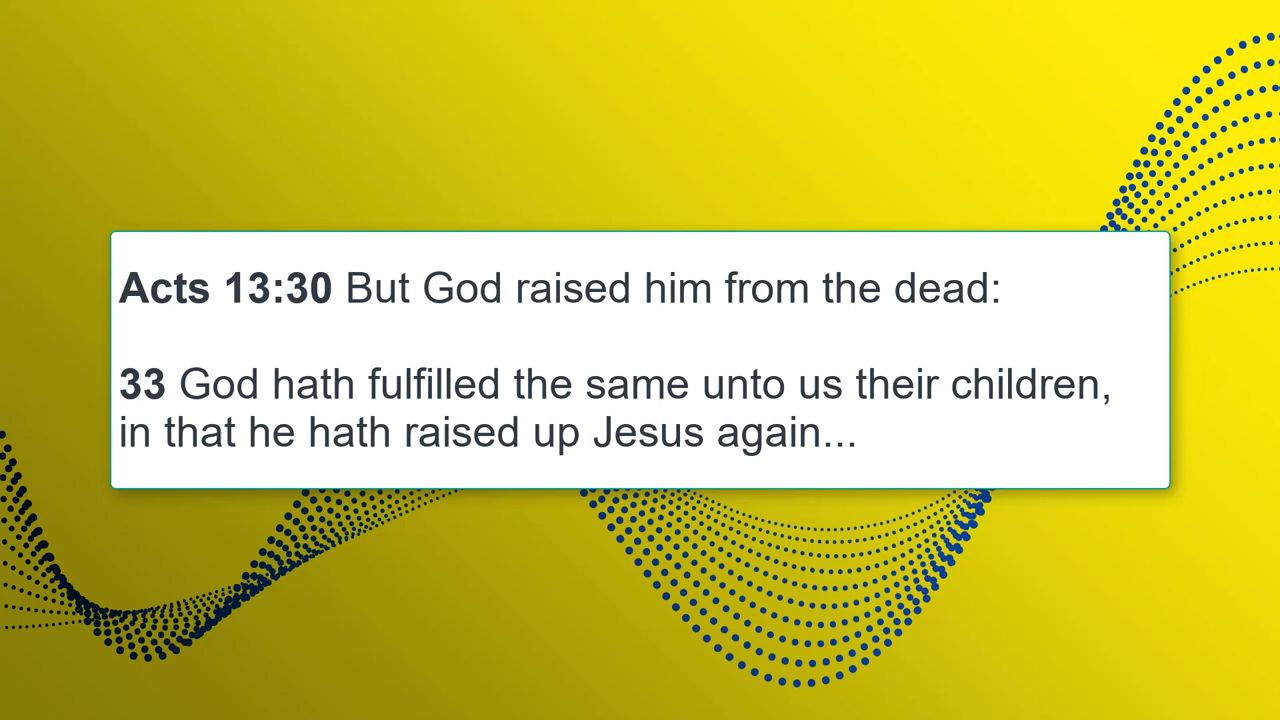 Acts 13:30 But God raised him from the dead:
33 God hath fulfilled the same unto us their children,
in that he hath raised up Jesus again...